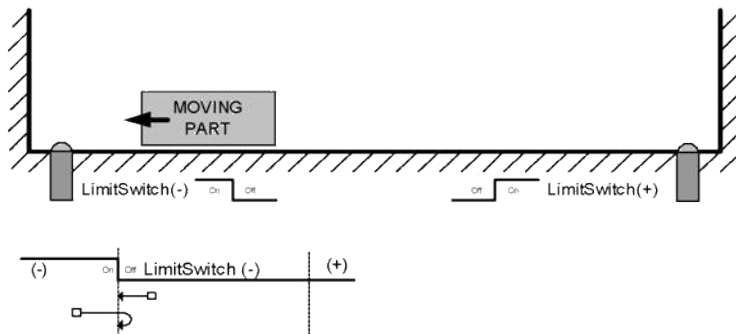 MOVING
PART
LimitSwitch(-) On Off Off On LimitSwitch(+)
(-) On Off LimitSwitch (-) (+)